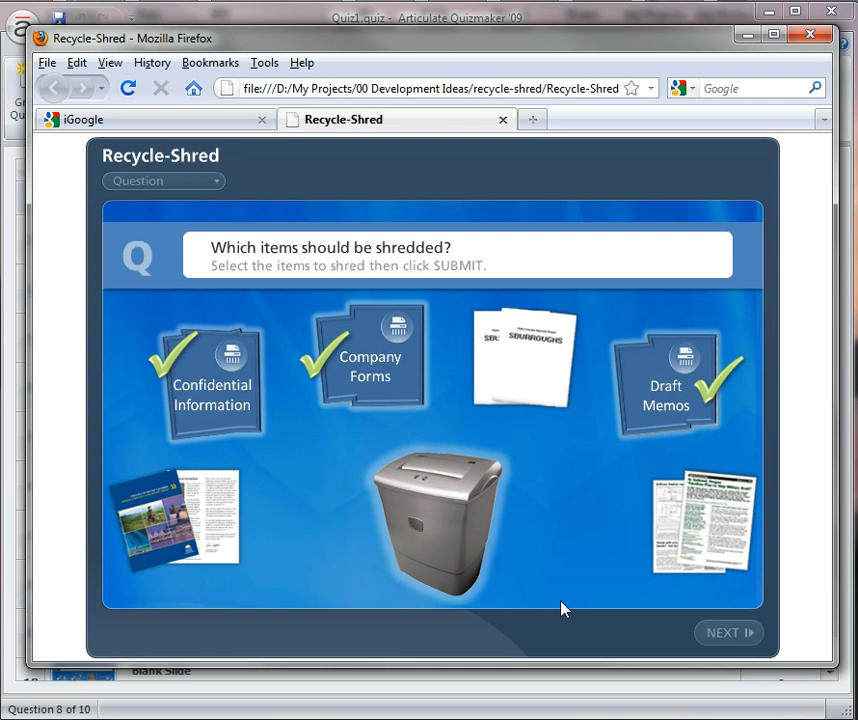 Quiz1.quiz - Articulate Quizmaker '09
Recycle-Shred - Mozilla Firefox
File Edit View History Bookmarks Tools Help
file:///D:/My Projects/00 Development Ideas/recycle-shred/Recycle-Shred
Google
iGoogle
Recycle-Shred
Recycle-Shred
Question
Q
Which items should be shredded?
Select the items to shred then click SUBMIT.
Confidential
Information
Company
Forms
SBU
SBURROUGHS
Draft
Memos
NEXT
Blank Slide
Question 8 of 10